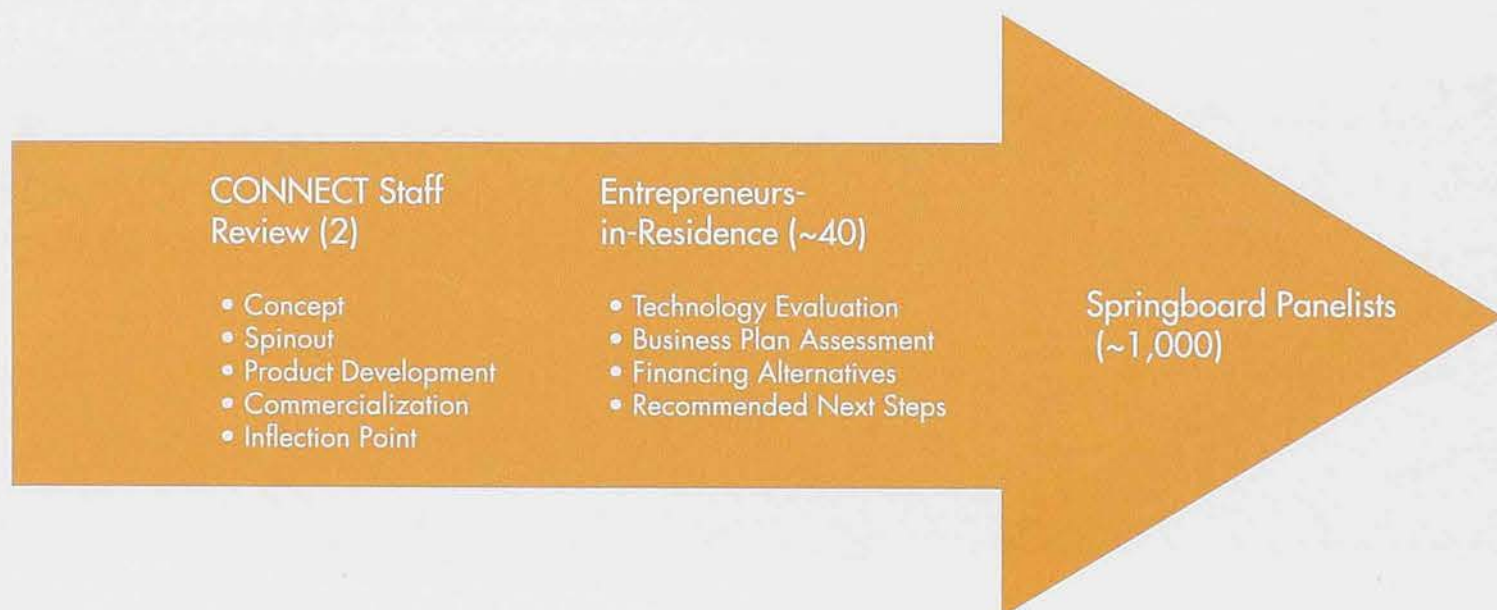 CONNECT Staff
Review (2)
• Concept
• Spinout
• Product Development
• Commercialization
• Inflection Point
Entrepreneurs-
in-Residence (~40)
• Technology Evaluation
• Business Plan Assessment
• Financing Alternatives
• Recommended Next Steps
Springboard Panelists
(~1,000)